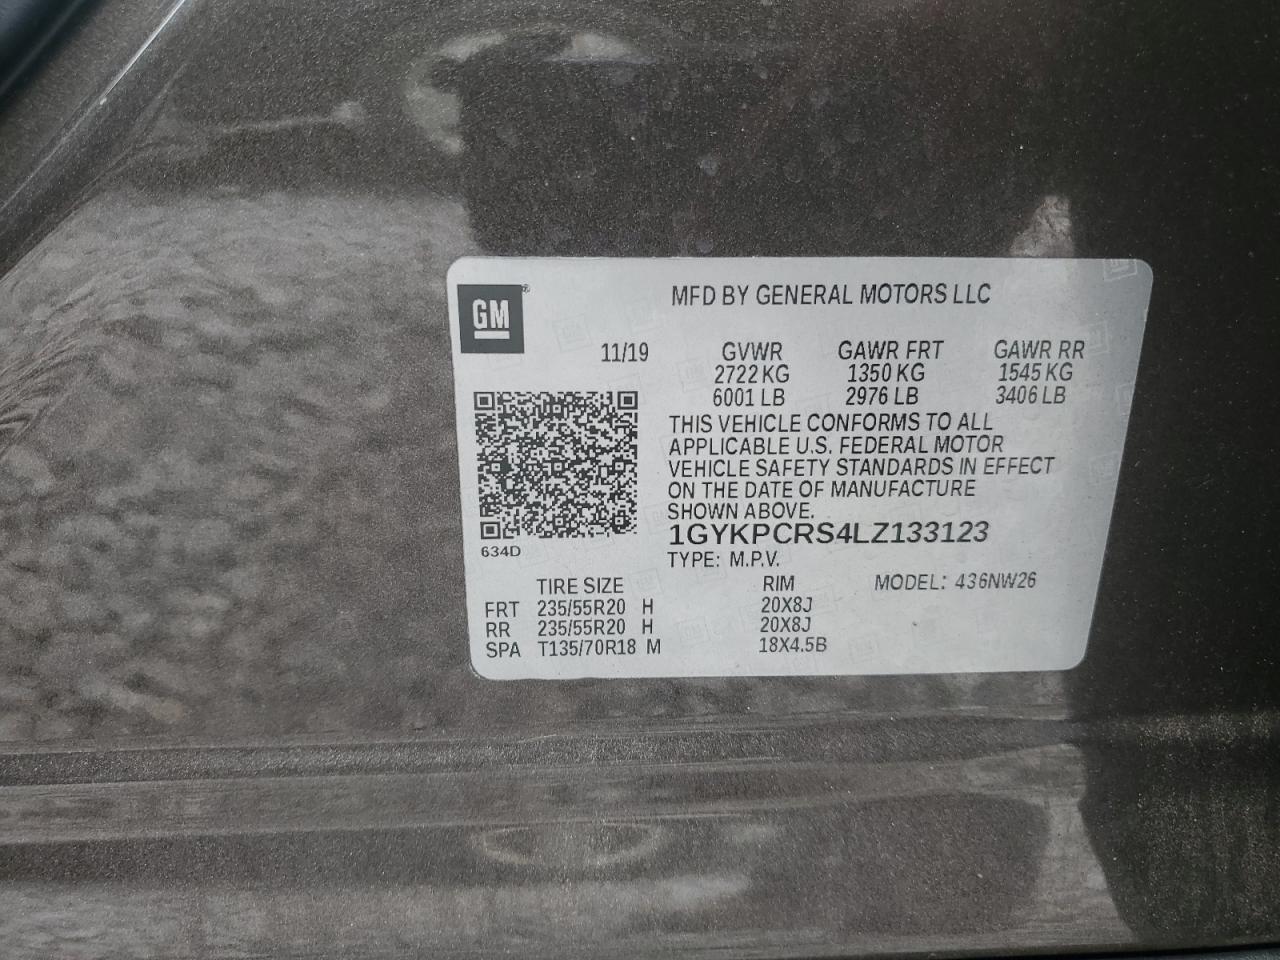 GM®
MFD BY GENERAL MOTORS LLC
11/19 GVWR GAWR FRT GAWR RR
2722 KG 1350 KG 1545 KG
6001 LB 2976 LB 3406 LB
THIS VEHICLE CONFORMS TO ALL
APPLICABLE U.S. FEDERAL MOTOR
VEHICLE SAFETY STANDARDS IN EFFECT
ON THE DATE OF MANUFACTURE
SHOWN ABOVE.
1GYKPCRS4LZ133123
634D
TYPE: M.P.V.
TIRE SIZE RIM MODEL: 436NW26
FRT 235/55R20 H 20X8J
RR 235/55R20 H 20X8J
SPA T135/70R18 M 18X4.5B